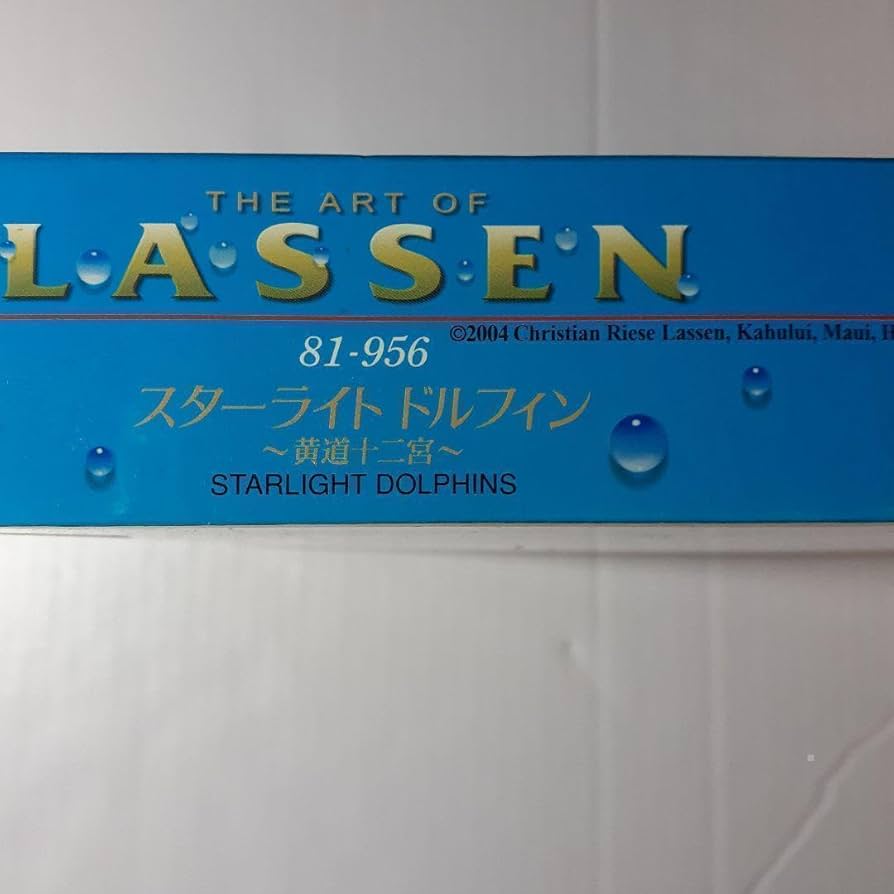 THE ART OF
LASSEN
©2004 Christian Riese Lassen, Kahului, Maui, H
81-956
スターライト ドルフィン
～黄道十二宮～
STARLIGHT DOLPHINS